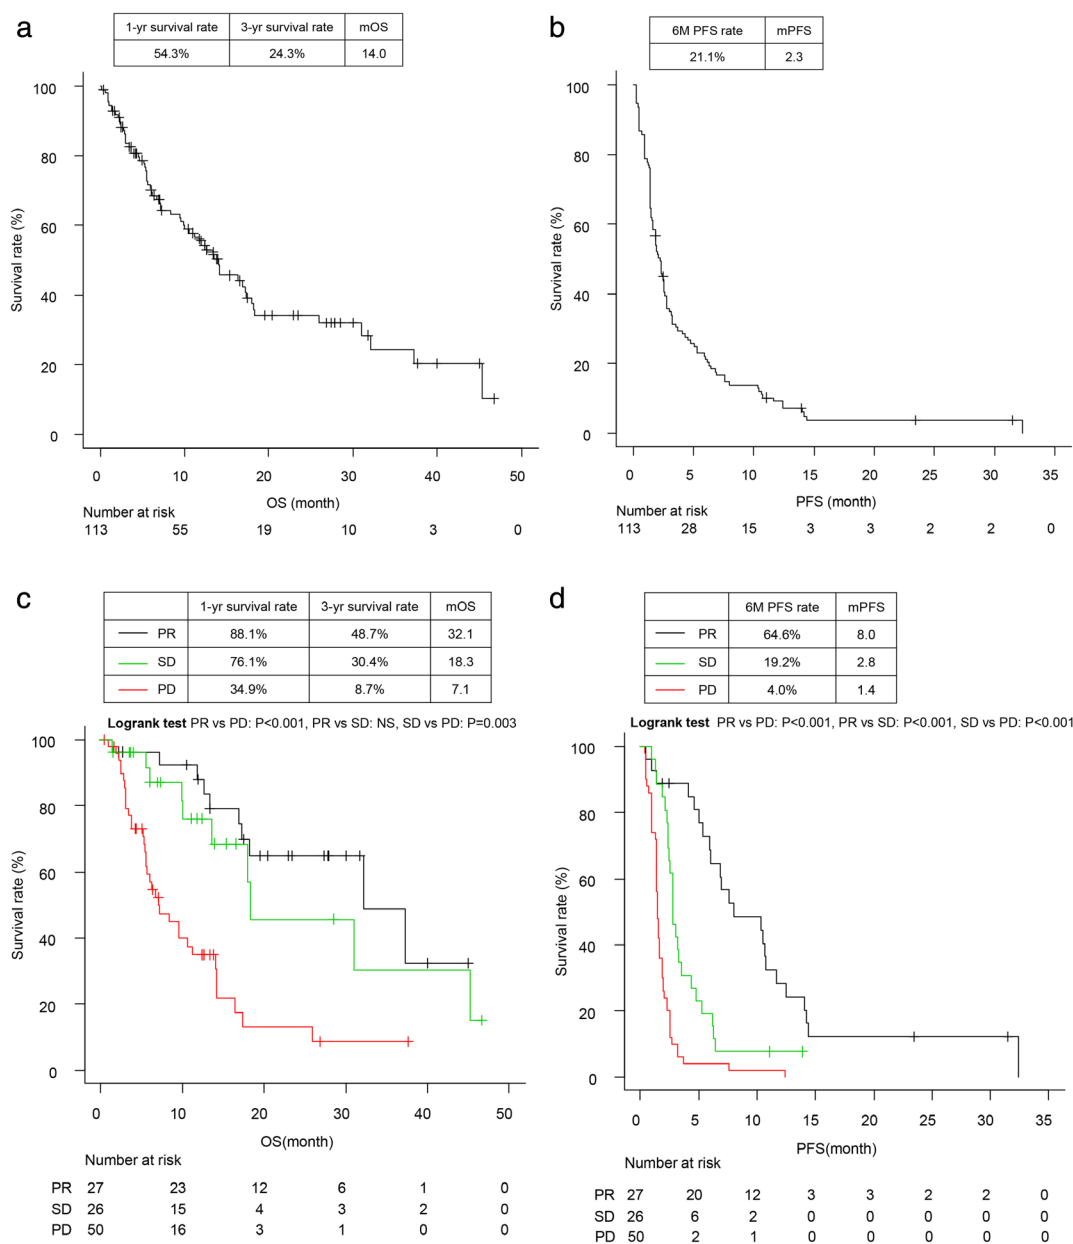 a
1-yr survival rate 3-yr survival rate mOS
54.3% 24.3% 14.0
100
80
60
40
20
0
Survival rate (%)
0 10 20 30 40 50
OS (month)
Number at risk
113 55 19 10 3 0
b
6M PFS rate mPFS
21.1% 2.3
100
80
60
40
20
0
Survival rate (%)
0 5 10 15 20 25 30 35
PFS (month)
Number at risk
113 28 15 3 3 2 2 0
c
1-yr survival rate 3-yr survival rate mOS
PR 88.1% 48.7% 32.1
SD 76.1% 30.4% 18.3
PD 34.9% 8.7% 7.1
Logrank test PR vs PD: P<0.001, PR vs SD: NS, SD vs PD: P=0.003
100
80
60
40
20
0
Survival rate (%)
0 10 20 30 40 50
OS(month)
Number at risk
PR 27 23 12 6 1 0
SD 26 15 4 3 2 0
PD 50 16 3 1 0 0
d
6M PFS rate mPFS
PR 64.6% 8.0
SD 19.2% 2.8
PD 4.0% 1.4
Logrank test PR vs PD: P<0.001, PR vs SD: P<0.001, SD vs PD: P<0.001
100
80
60
40
20
0
Survival rate (%)
0 5 10 15 20 25 30 35
PFS(month)
Number at risk
PR 27 20 12 3 3 2 2 0
SD 26 6 2 0 0 0 0 0
PD 50 2 1 0 0 0 0 0